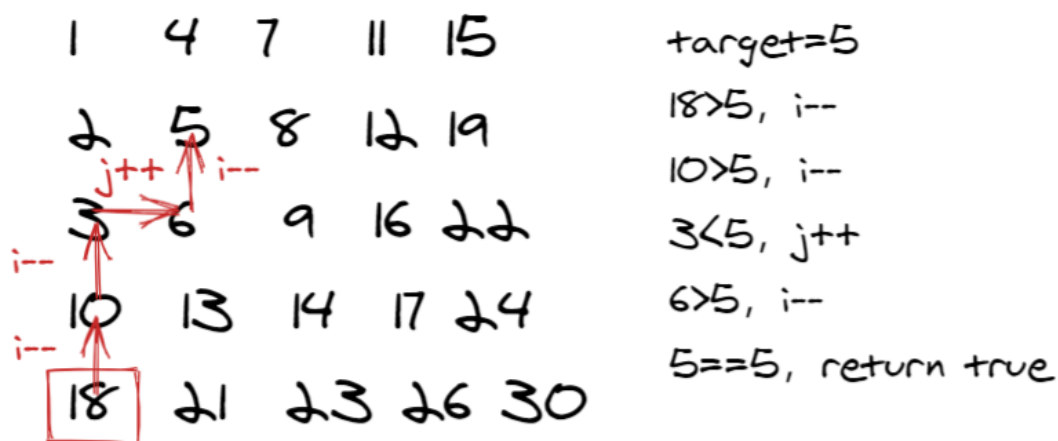 1 4 7 11 15
target=5
2 5 8 12 19
18>5, i--
j++ i--
10>5, i--
3 6 9 16 22
3<5, j++
i--
10 13 14 17 24
6>5, i--
i--
5==5, return true
18 21 23 26 30